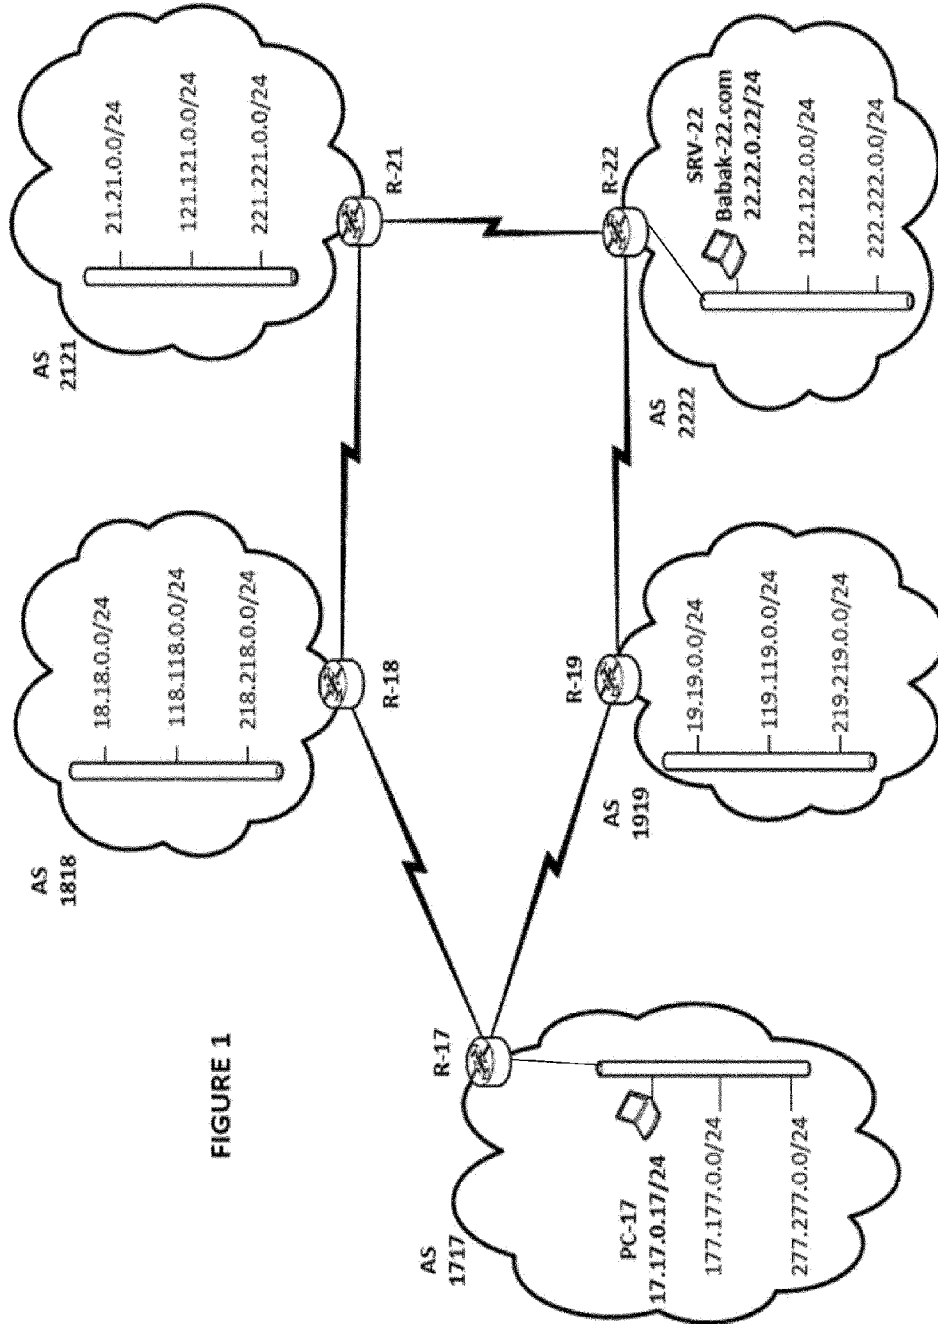 FIGURE 1
AS
1717
R-17
PC-17
17.17.0.17/24
177.177.0.0/24
277.277.0.0/24
AS
1818
18.18.0.0/24
118.118.0.0/24
218.218.0.0/24
R-18
AS
1919
R-19
19.19.0.0/24
119.119.0.0/24
219.219.0.0/24
AS
2121
21.21.0.0/24
121.121.0.0/24
221.221.0.0/24
R-21
AS
2222
R-22
SRV-22
Babak-22.com
22.22.0.22/24
122.122.0.0/24
222.222.0.0/24